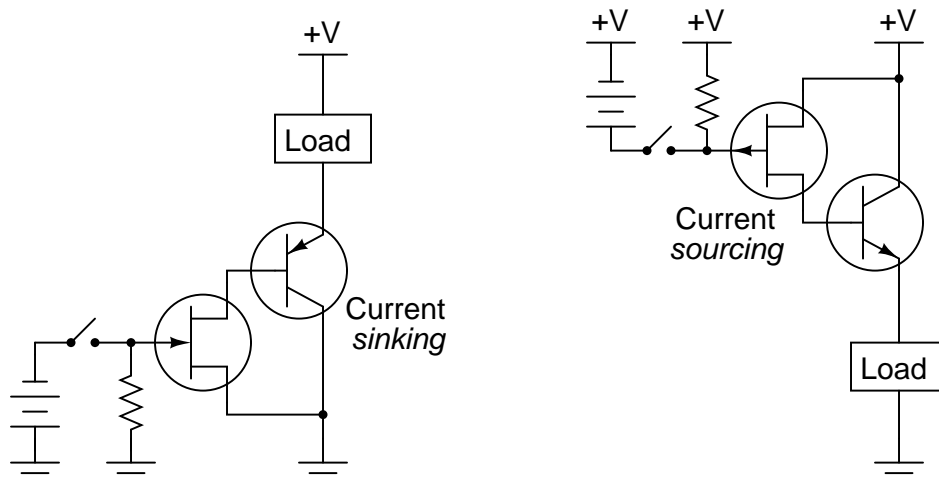 +V
Load
Current
sinking
+V
+V
+V
Current
sourcing
Load